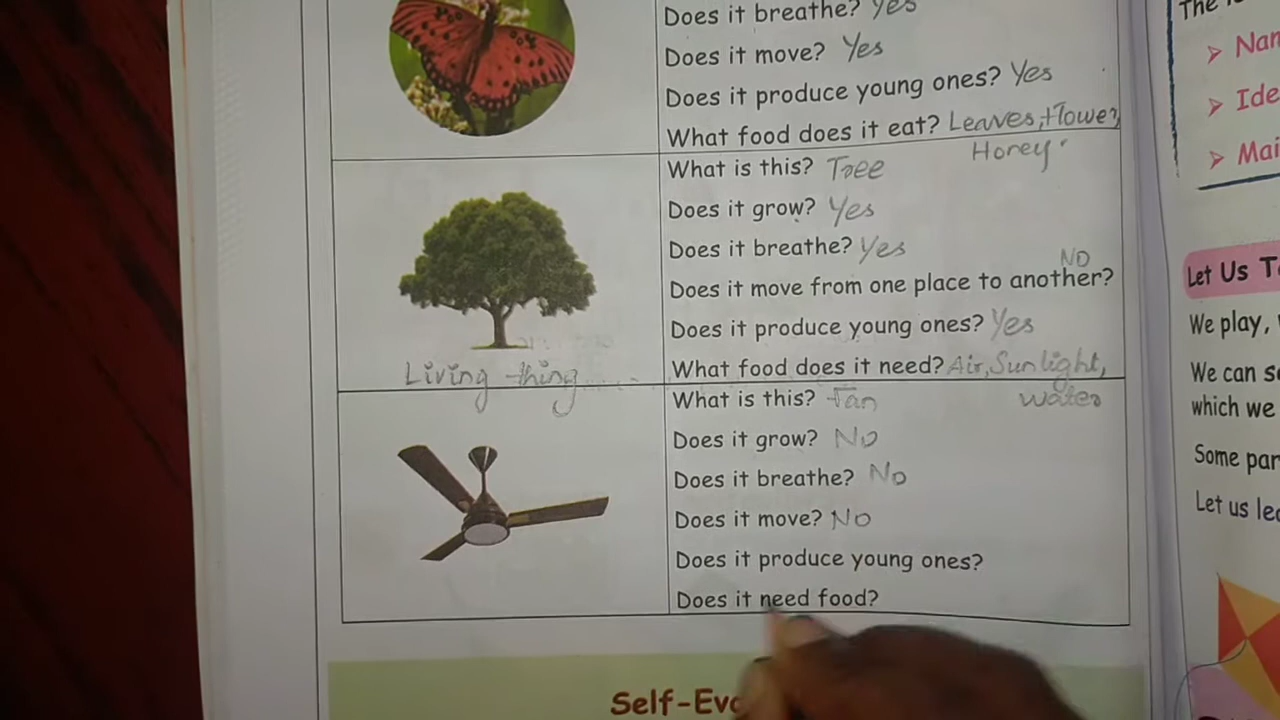 Does it breathe? Yes
Does it move? Yes
Does it produce young ones? Yes
What food does it eat? Leaves, Flower,
Honey.
What is this? Tree
Does it grow? Yes
Does it breathe? Yes
NO
Does it move from one place to another?
Does it produce young ones? Yes
What food does it need? Air, Sunlight,
water
Living thing
What is this? Fan
Does it grow? No
Does it breathe? No
Does it move? No
Does it produce young ones?
Does it need food?
Self-Eva
The
Nam
Ide
Mai
Let Us T
We play,
We can s
which we
Some par
Let us lea